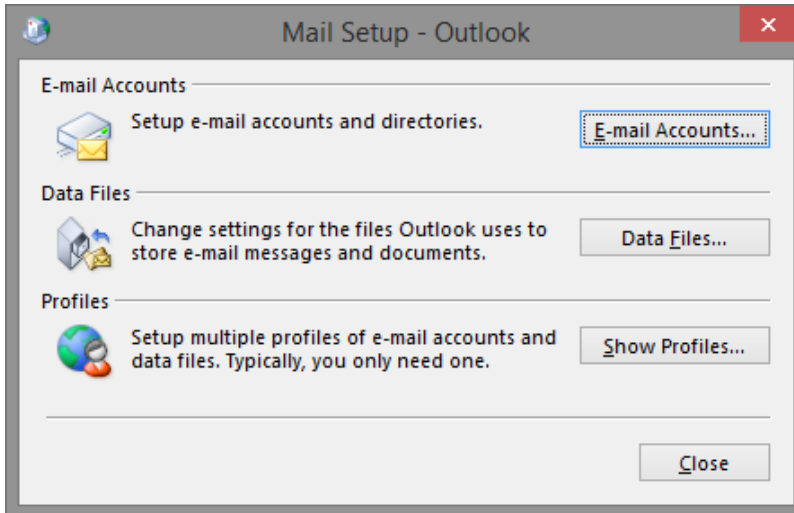 Mail Setup - Outlook
E-mail Accounts
Setup e-mail accounts and directories.
E-mail Accounts...
Data Files
Change settings for the files Outlook uses to
store e-mail messages and documents.
Data Files...
Profiles
Setup multiple profiles of e-mail accounts and
data files. Typically, you only need one.
Show Profiles...
Close